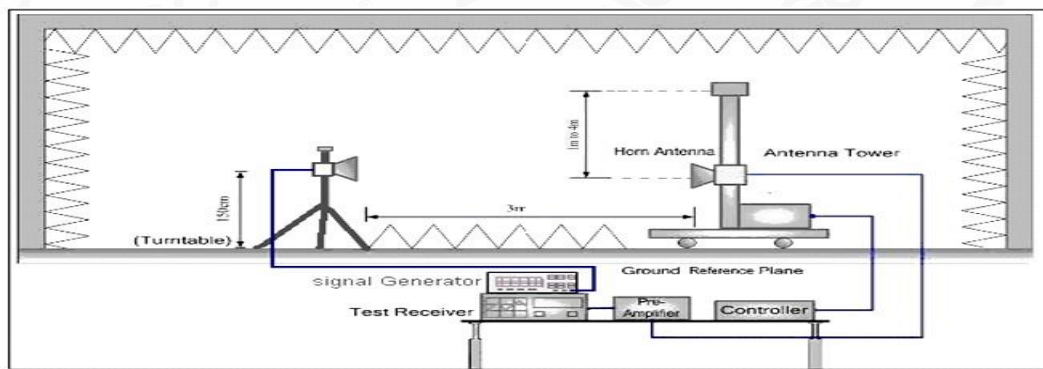 1m to 4m
Horn Antenna
Antenna Tower
150cm
3m
(Turntable)
Ground Reference Plane
signal Generator
Test Receiver
Pre-
Amplifier
Controller